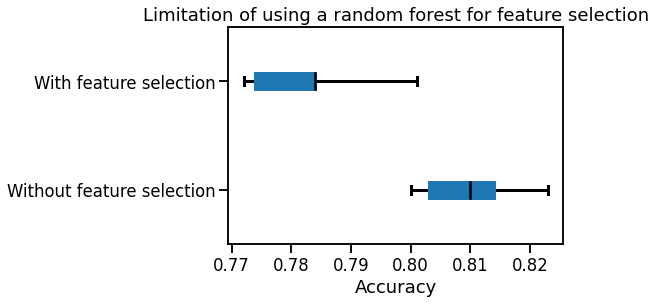 Limitation of using a random forest for feature selection
With feature selection
Without feature selection
0.77 0.78 0.79 0.80 0.81 0.82
Accuracy